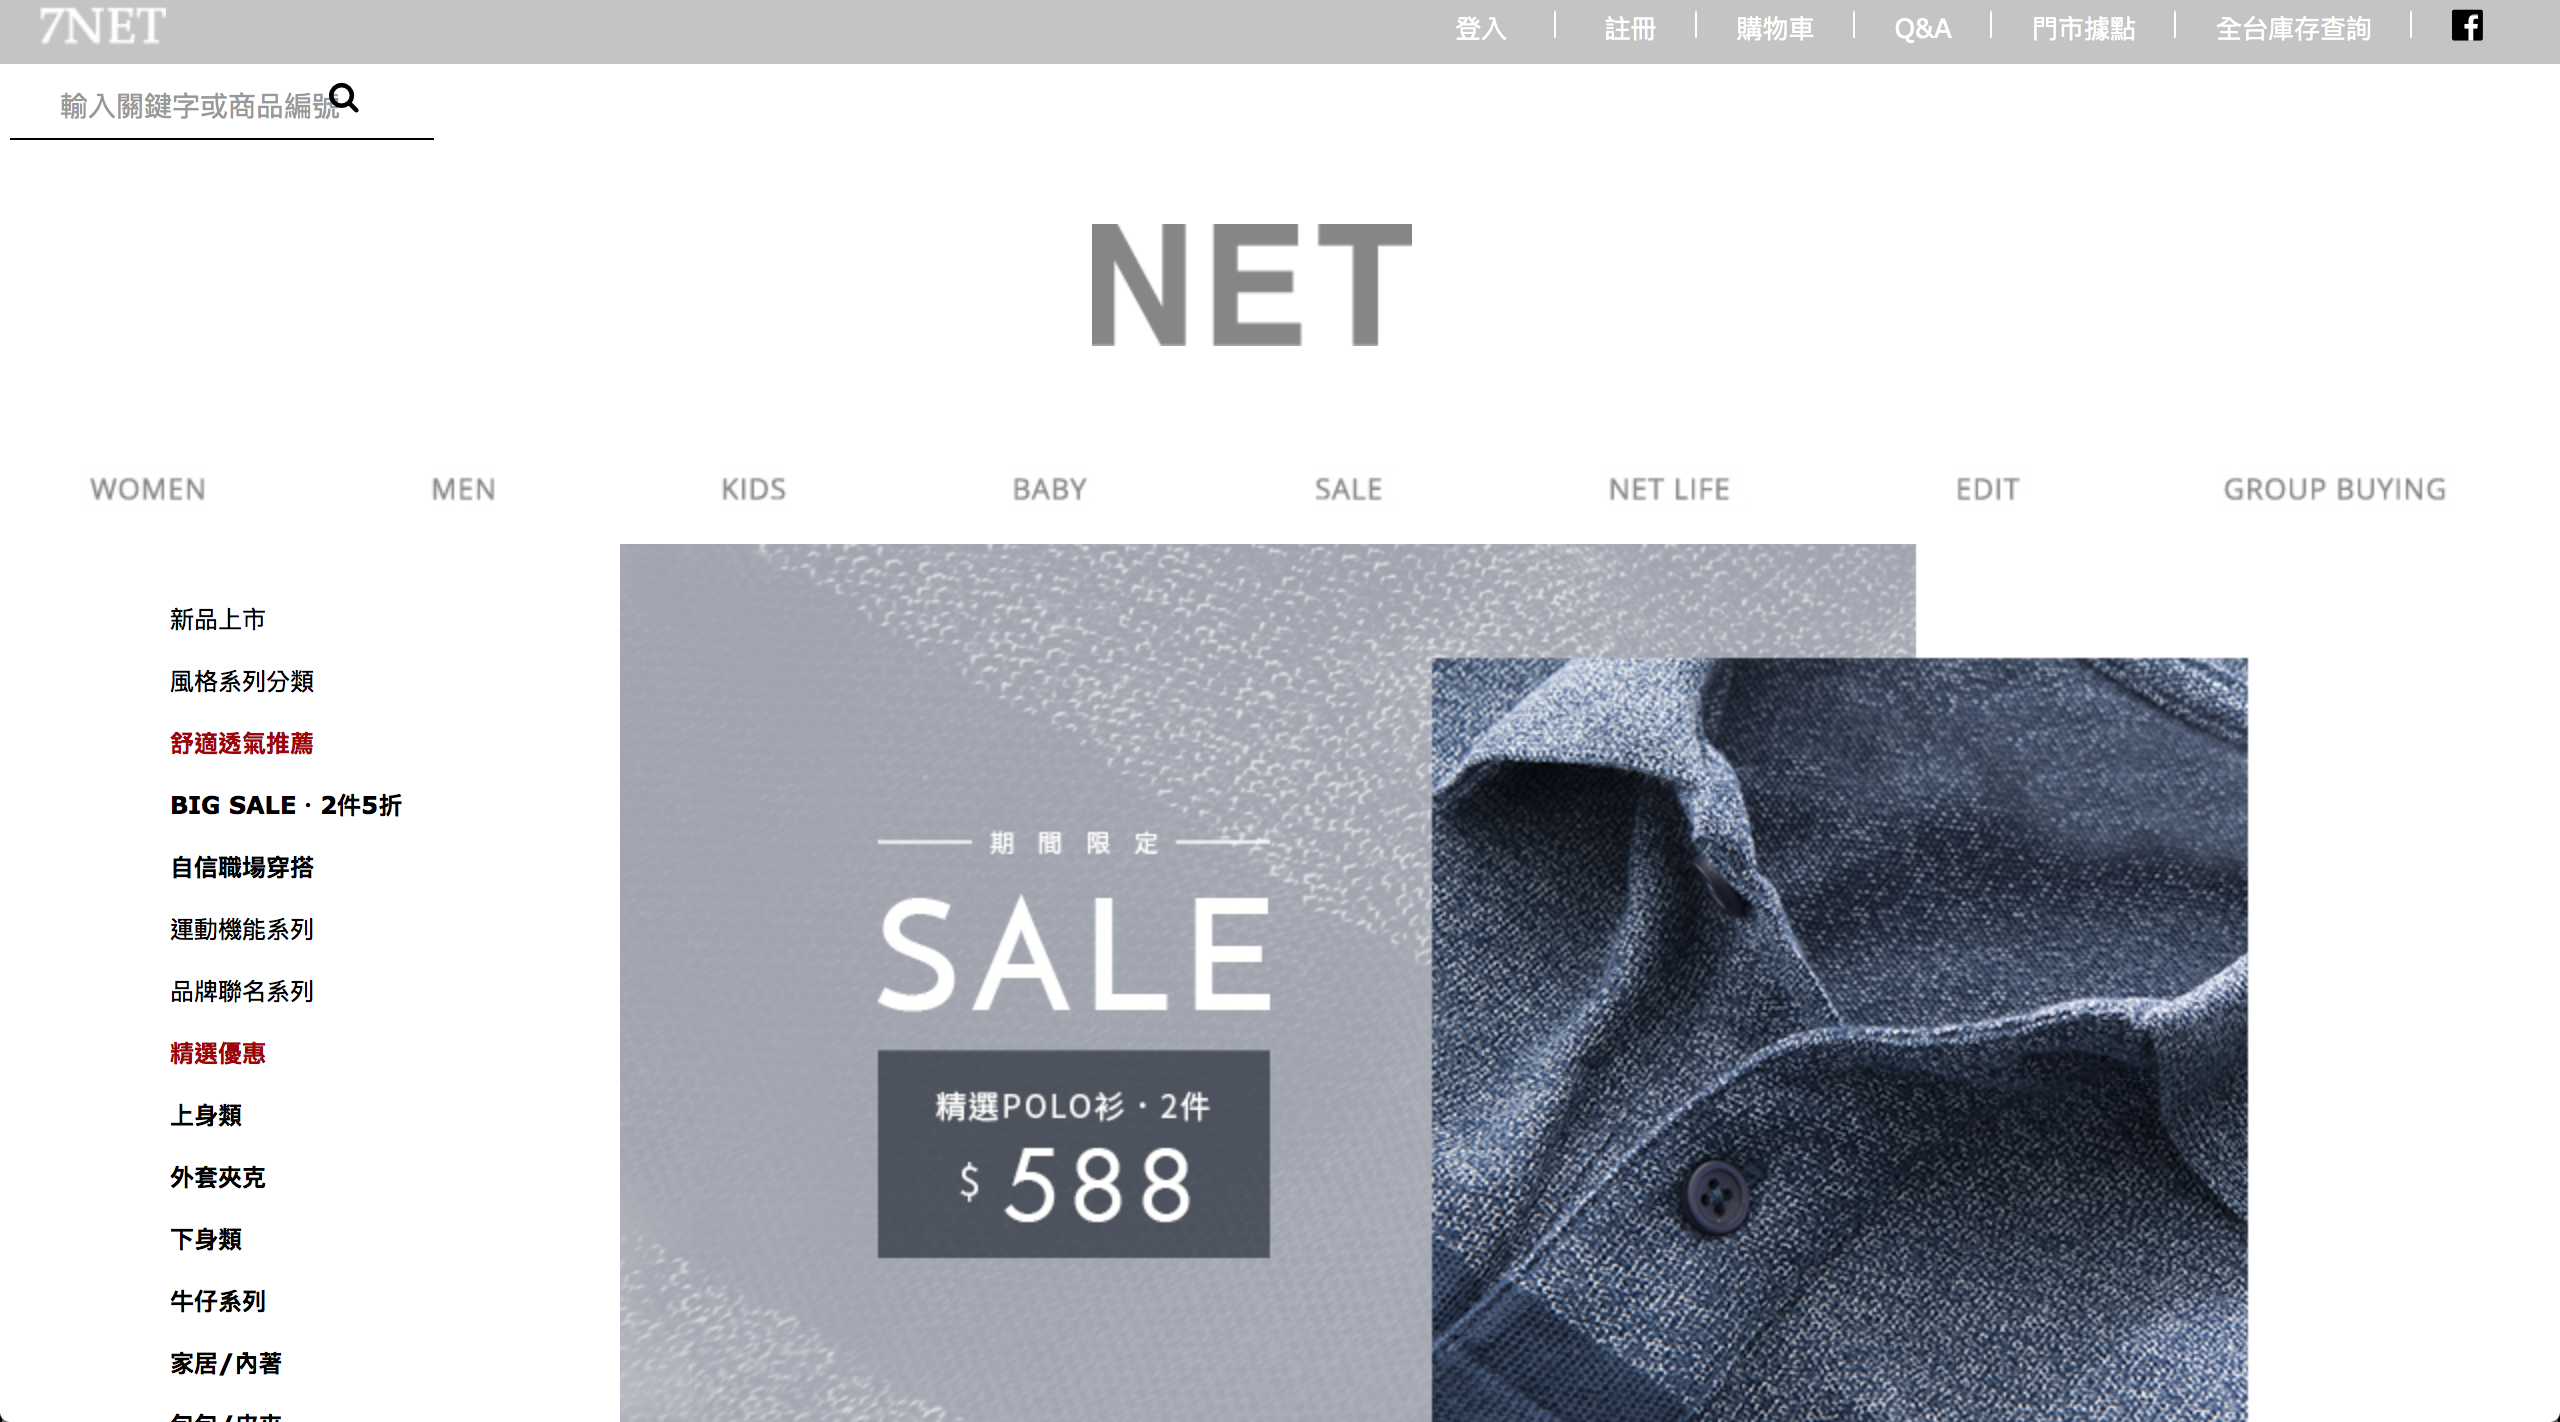 7NET
登入
註冊
購物車
Q&A
門市據點
全台庫存查詢
輸入關鍵字或商品編號
NET
WOMEN
MEN
KIDS
BABY
SALE
NET LIFE
EDIT
GROUP BUYING
新品上市
風格系列分類
舒適透氣推薦
BIG SALE · 2件5折
自信職場穿搭
運動機能系列
品牌聯名系列
精選優惠
上身類
外套夾克
下身類
牛仔系列
家居/內著
期間限定
SALE
精選POLO衫·2件
$ 588